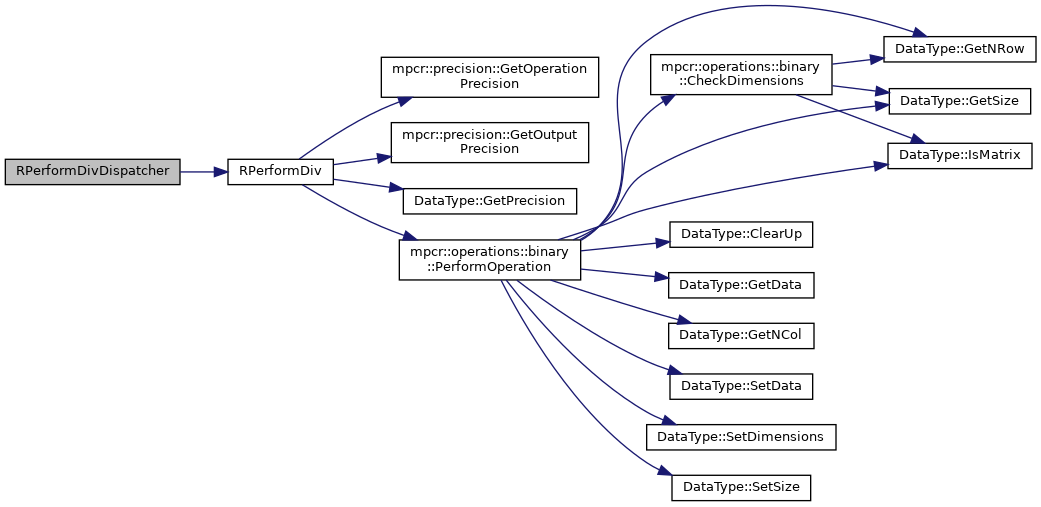 RPerformDivDispatcher
RPerformDiv
mpcr::precision::GetOperation
Precision
mpcr::precision::GetOutput
Precision
DataType::GetPrecision
mpcr::operations::binary
::PerformOperation
mpcr::operations::binary
::CheckDimensions
DataType::GetNRow
DataType::GetSize
DataType::IsMatrix
DataType::ClearUp
DataType::GetData
DataType::GetNCol
DataType::SetData
DataType::SetDimensions
DataType::SetSize